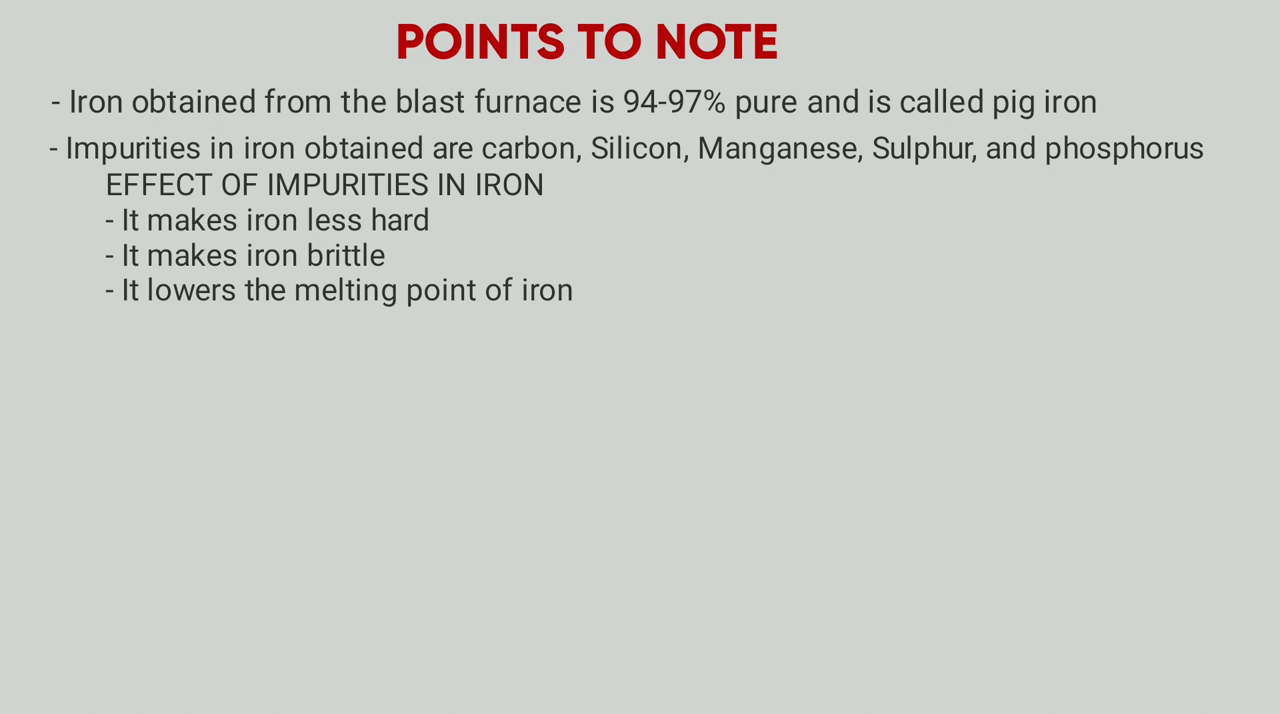 POINTS TO NOTE
- Iron obtained from the blast furnace is 94-97% pure and is called pig iron
- Impurities in iron obtained are carbon, Silicon, Manganese, Sulphur, and phosphorus
EFFECT OF IMPURITIES IN IRON
- It makes iron less hard
- It makes iron brittle
- It lowers the melting point of iron